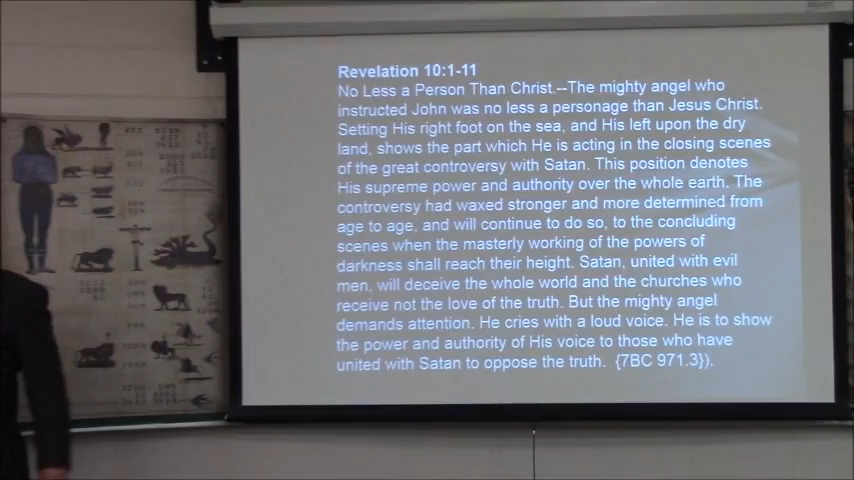 Revelation 10:1-11
No Less a Person Than Christ.--The mighty angel who
instructed John was no less a personage than Jesus Christ.
Setting His right foot on the sea, and His left upon the dry
land, shows the part which He is acting in the closing scenes
of the great controversy with Satan. This position denotes
His supreme power and authority over the whole earth. The
controversy had waxed stronger and more determined from
age to age, and will continue to do so, to the concluding
scenes when the masterly working of the powers of
darkness shall reach their height. Satan, united with evil
men, will deceive the whole world and the churches who
receive not the love of the truth. But the mighty angel
demands attention. He cries with a loud voice. He is to show
the power and authority of His voice to those who have
united with Satan to oppose the truth. {7BC 971.3}).